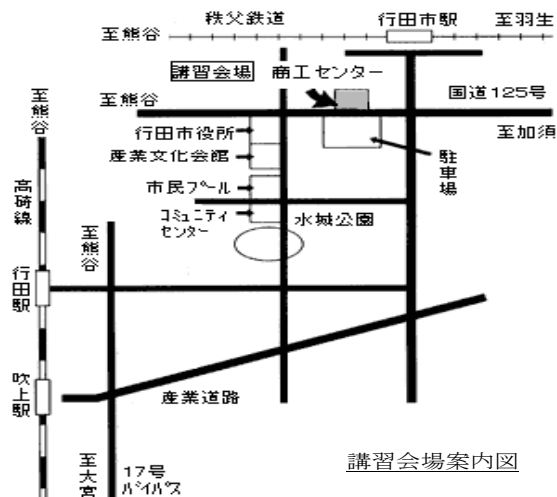 秩父鉄道
行田市駅
至羽生
至熊谷
講習会場
商工センター
国道125号
至熊谷
至加須
至熊谷
行田市役所
産業文化会館
駐車場
市民プール
コミュニティ
センター
水城公園
高碕線
至熊谷
行田駅
吹上駅
産業道路
至大宮
17号
バイパス
講習会場案内図